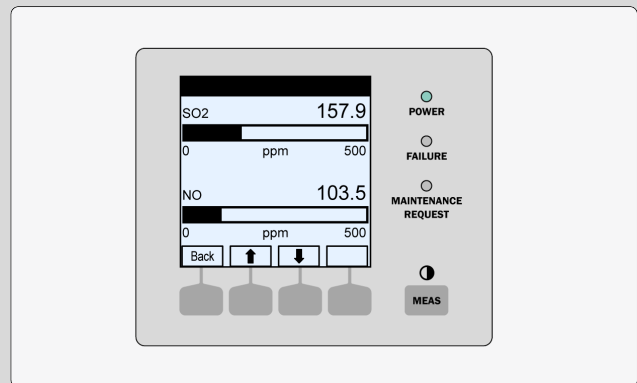 SO2 157.9
0 ppm 500
NO 103.5
0 ppm 500
Back
POWER
FAILURE
MAINTENANCE
REQUEST
MEAS